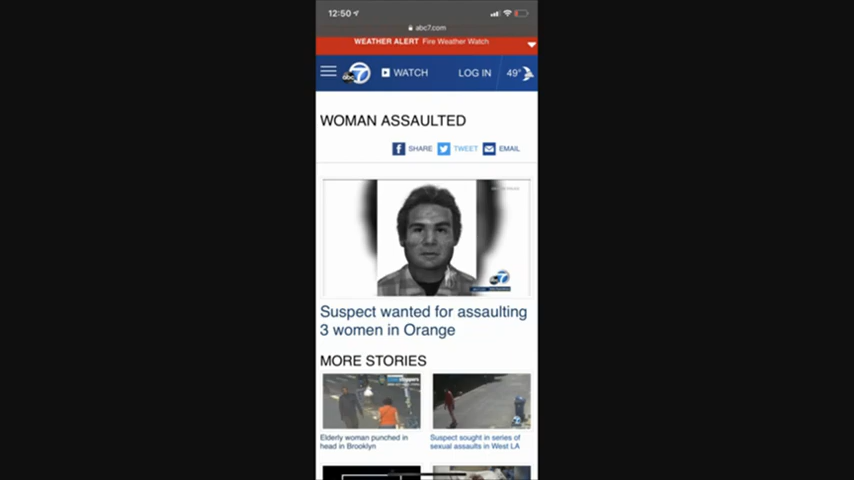 12:50
abc7.com
WEATHER ALERT Fire Weather Watch
abc 7 WATCH LOG IN 49°
WOMAN ASSAULTED
SHARE TWEET EMAIL
Suspect wanted for assaulting
3 women in Orange
MORE STORIES
Elderly woman punched in
head in Brooklyn
Suspect sought in series of
sexual assaults in West LA